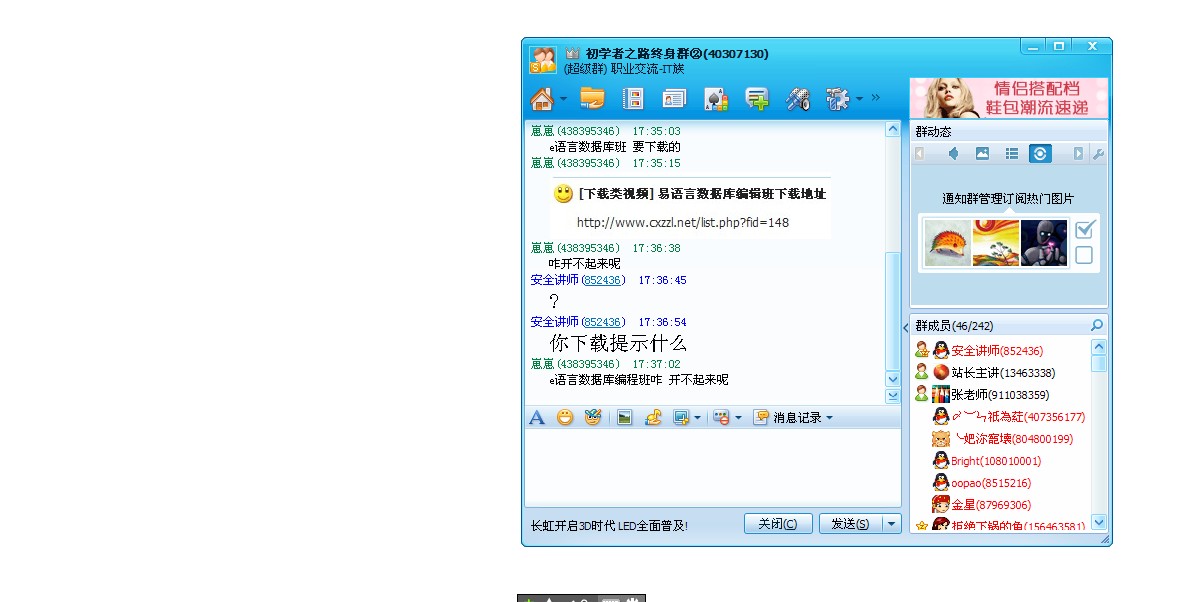 初学者之路终身群②(40307130)
(超级群) 职业交流-IT族
情侣搭配档
鞋包潮流速递
崽崽(438395346) 17:35:03
e语言数据库班 要下载的
崽崽(438395346) 17:35:15
[下载类视频] 易语言数据库编辑班下载地址
http://www.cxzzl.net/list.php?fid=148
崽崽(438395346) 17:36:38
咋开不起来呢
安全讲师(852436) 17:36:45
?
安全讲师(852436) 17:36:54
你下载提示什么
崽崽(438395346) 17:37:02
e语言数据库编程班咋 开不起来呢
消息记录
长虹开启3D时代 LED全面普及!
关闭(C)
发送(S)
群动态
通知群管理订阅热门图片
群成员(46/242)
安全讲师(852436)
站长主讲(13463338)
张老师(911038359)
(407356177)
(804800199)
Bright(108010001)
oopao(8515216)
金星(87969306)
拒绝下锅的鱼(156463581)